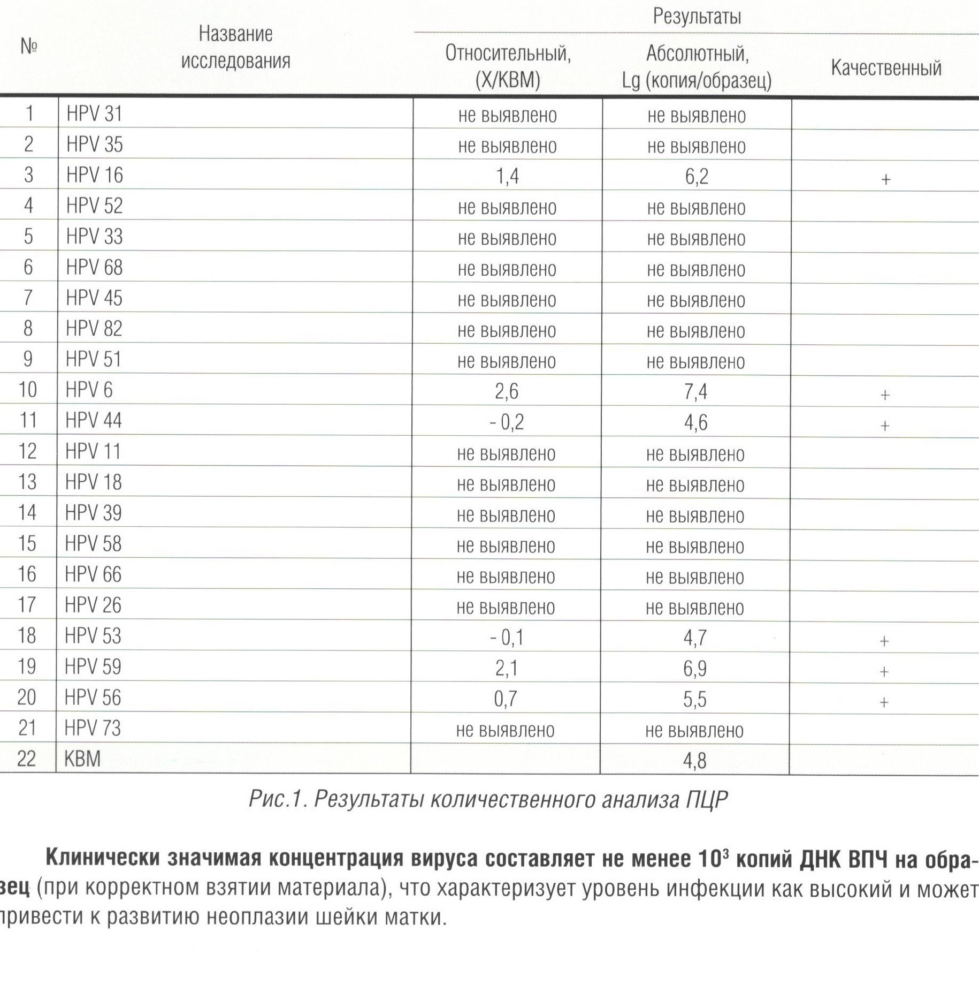 №
Название
исследования
Результаты
Относительный,
(Х/КВМ)
Абсолютный,
Lg (копия/образец)
Качественный
1 HPV 31 не выявлено не выявлено
2 HPV 35 не выявлено не выявлено
3 HPV 16 1,4 6,2 +
4 HPV 52 не выявлено не выявлено
5 HPV 33 не выявлено не выявлено
6 HPV 68 не выявлено не выявлено
7 HPV 45 не выявлено не выявлено
8 HPV 82 не выявлено не выявлено
9 HPV 51 не выявлено не выявлено
10 HPV 6 2,6 7,4 +
11 HPV 44 - 0,2 4,6 +
12 HPV 11 не выявлено не выявлено
13 HPV 18 не выявлено не выявлено
14 HPV 39 не выявлено не выявлено
15 HPV 58 не выявлено не выявлено
16 HPV 66 не выявлено не выявлено
17 HPV 26 не выявлено не выявлено
18 HPV 53 - 0,1 4,7 +
19 HPV 59 2,1 6,9 +
20 HPV 56 0,7 5,5 +
21 HPV 73 не выявлено не выявлено
22 КВМ 4,8
Рис.1. Результаты количественного анализа ПЦР
Клинически значимая концентрация вируса составляет не менее 10³ копий ДНК ВПЧ на обра-
зец (при корректном взятии материала), что характеризует уровень инфекции как высокий и может
привести к развитию неоплазии шейки матки.